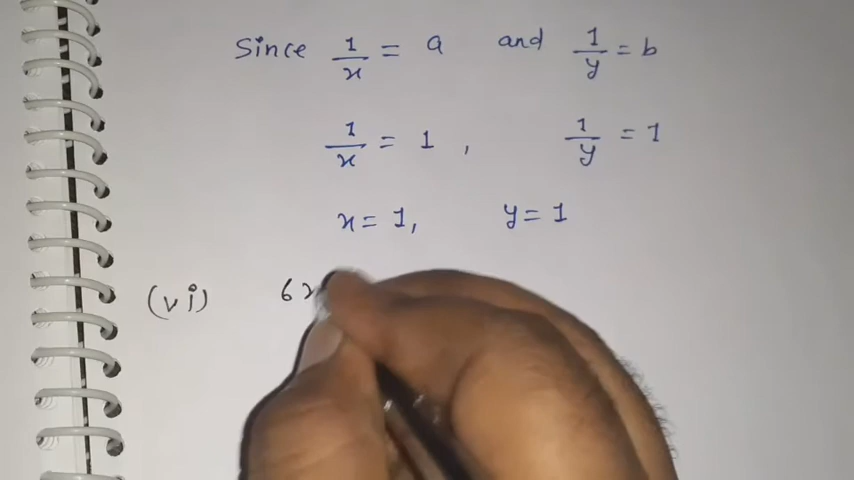 Since 1/x = a and 1/y = b
1/x = 1 , 1/y = 1
x = 1, y = 1
(vi) 6x